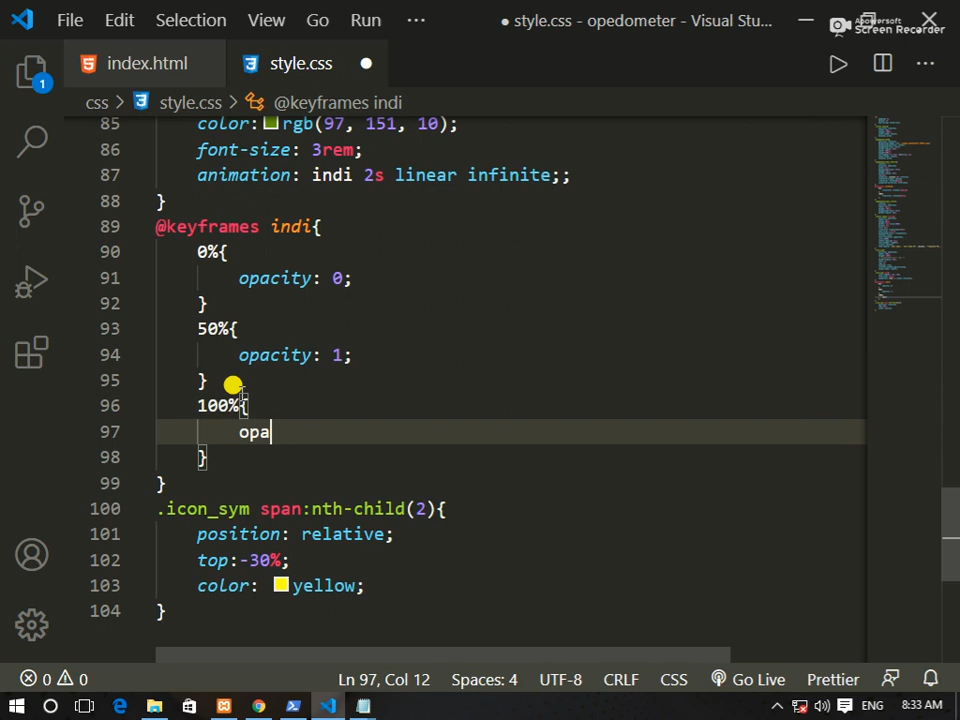 File Edit Selection View Go Run ··· ● style.css - opedometer - Visual Stu...
Apowersoft
Screen Recorder
index.html style.css ●
css > style.css > @keyframes indi
85 color: rgb(97, 151, 10);
86 font-size: 3rem;
87 animation: indi 2s linear infinite;;
88 }
89 @keyframes indi{
90 0%{
91 opacity: 0;
92 }
93 50%{
94 opacity: 1;
95 }
96 100%{
97 opa
98 }
99 }
100 .icon_sym span:nth-child(2){
101 position: relative;
102 top:-30%;
103 color: yellow;
104 }
1
0 0 Ln 97, Col 12 Spaces: 4 UTF-8 CRLF CSS Go Live Prettier
ENG 8:33 AM